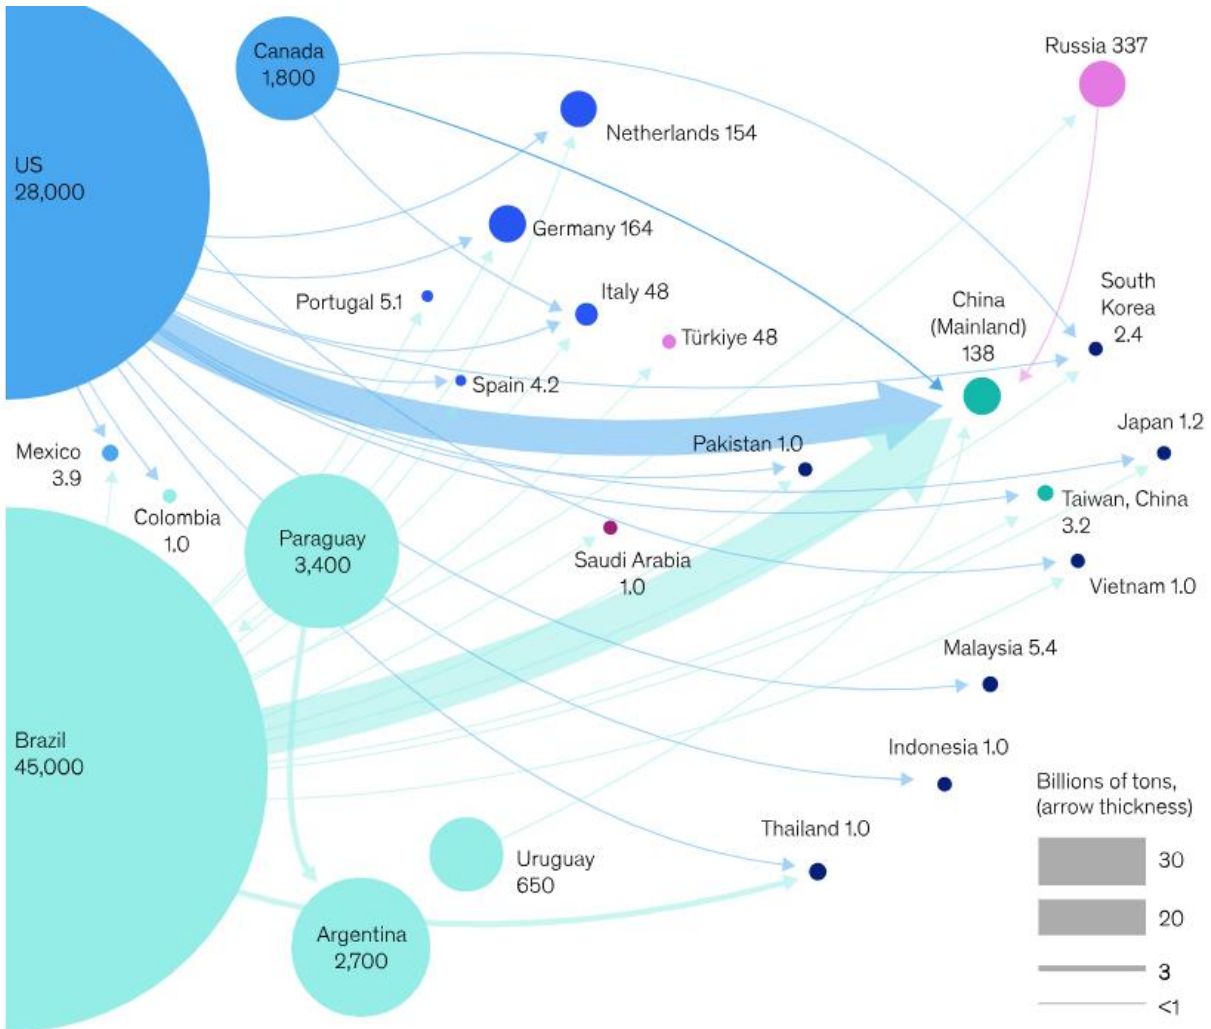 Canada
1,800
Russia 337
Netherlands 154
US
28,000
Germany 164
Portugal 5.1
Italy 48
South
Korea
2.4
China
(Mainland)
138
Türkiye 48
Spain 4.2
Japan 1.2
Pakistan 1.0
Mexico
3.9
Colombia
1.0
Taiwan, China
3.2
Paraguay
3,400
Saudi Arabia
1.0
Vietnam 1.0
Malaysia 5.4
Brazil
45,000
Indonesia 1.0
Thailand 1.0
Uruguay
650
Argentina
2,700
Billions of tons,
(arrow thickness)
30
20
3
<1